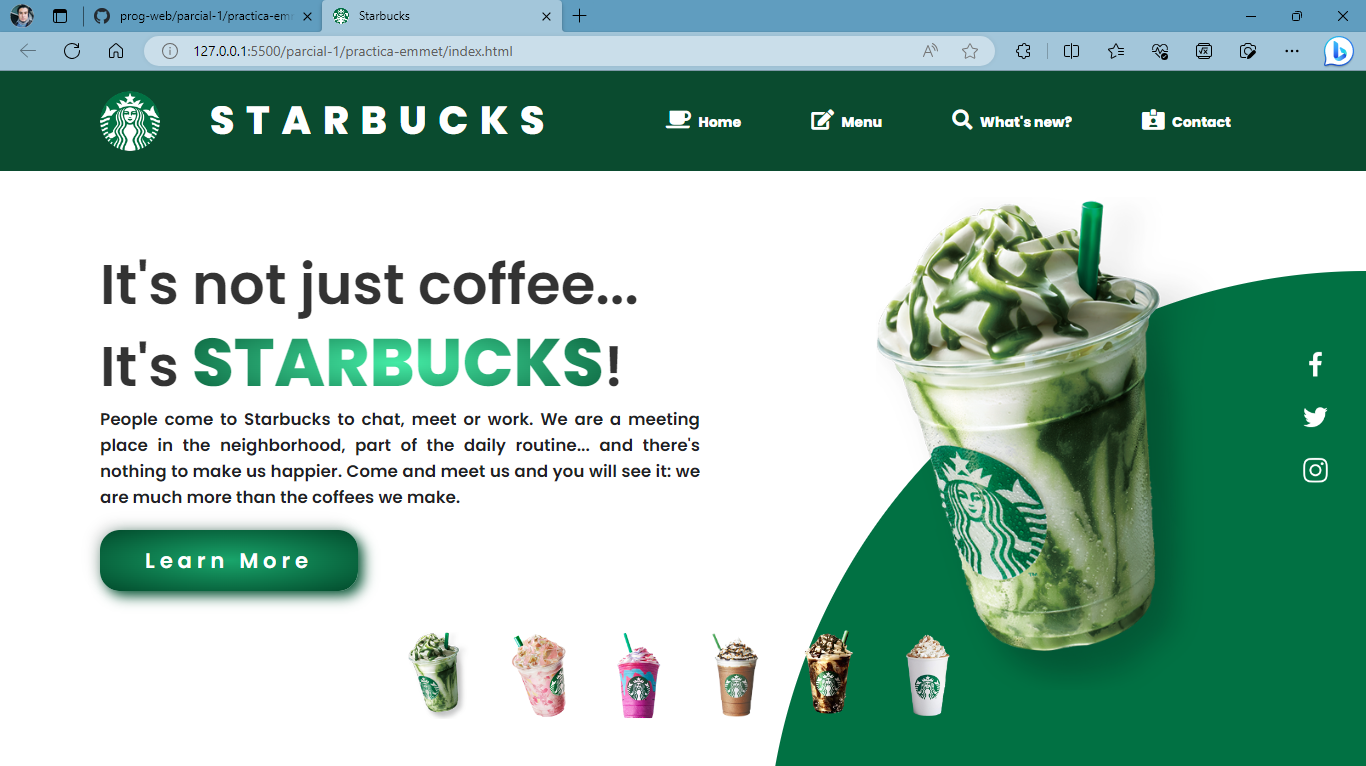 prog-web/parcial-1/practica-em
Starbucks
127.0.0.1:5500/parcial-1/practica-emmet/index.html
STARBUCKS
Home
Menu
What's new?
Contact
It's not just coffee...
It's STARBUCKS!
People come to Starbucks to chat, meet or work. We are a meeting
place in the neighborhood, part of the daily routine... and there's
nothing to make us happier. Come and meet us and you will see it: we
are much more than the coffees we make.
Learn More